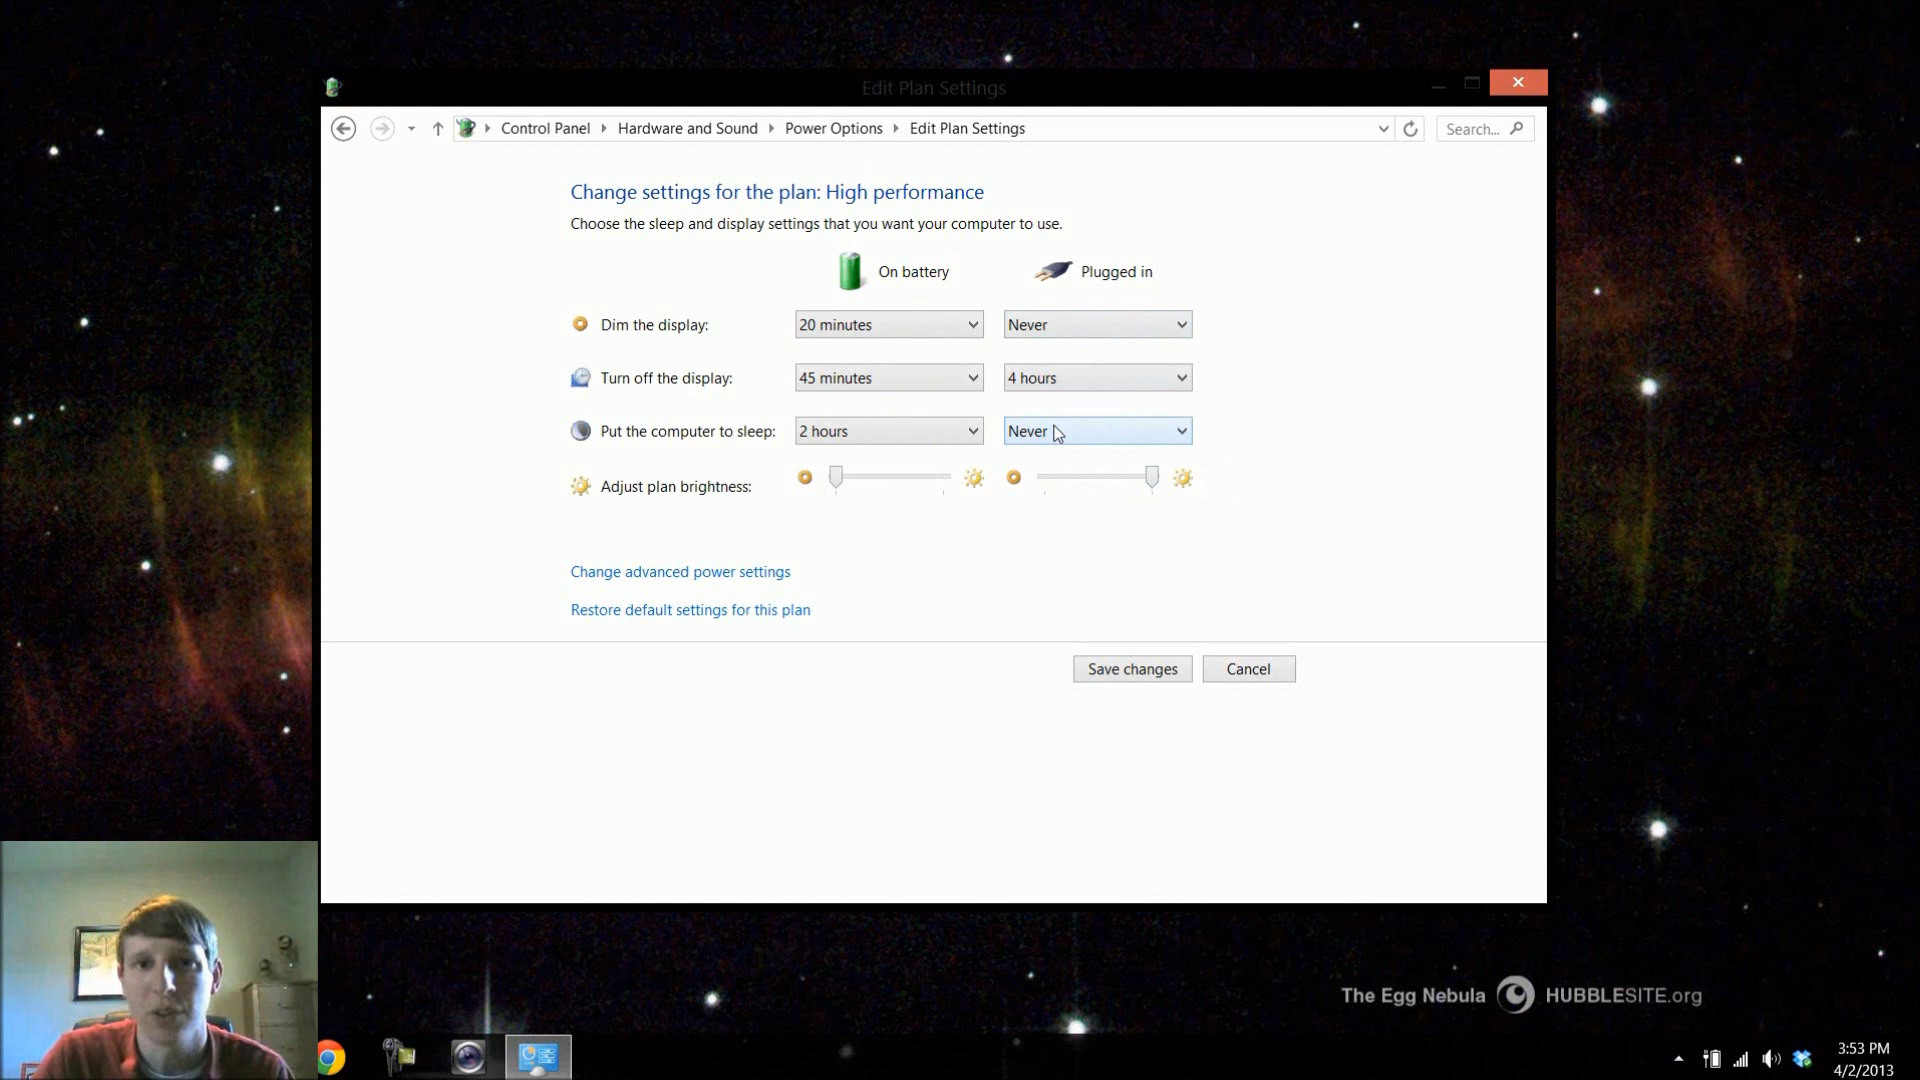 Edit Plan Settings
Control Panel Hardware and Sound Power Options Edit Plan Settings
Search...
Change settings for the plan: High performance
Choose the sleep and display settings that you want your computer to use.
On battery Plugged in
Dim the display: 20 minutes Never
Turn off the display: 45 minutes 4 hours
Put the computer to sleep: 2 hours Never
Adjust plan brightness:
Change advanced power settings
Restore default settings for this plan
Save changes Cancel
The Egg Nebula HUBBLESITE.org
3:53 PM
4/2/2013